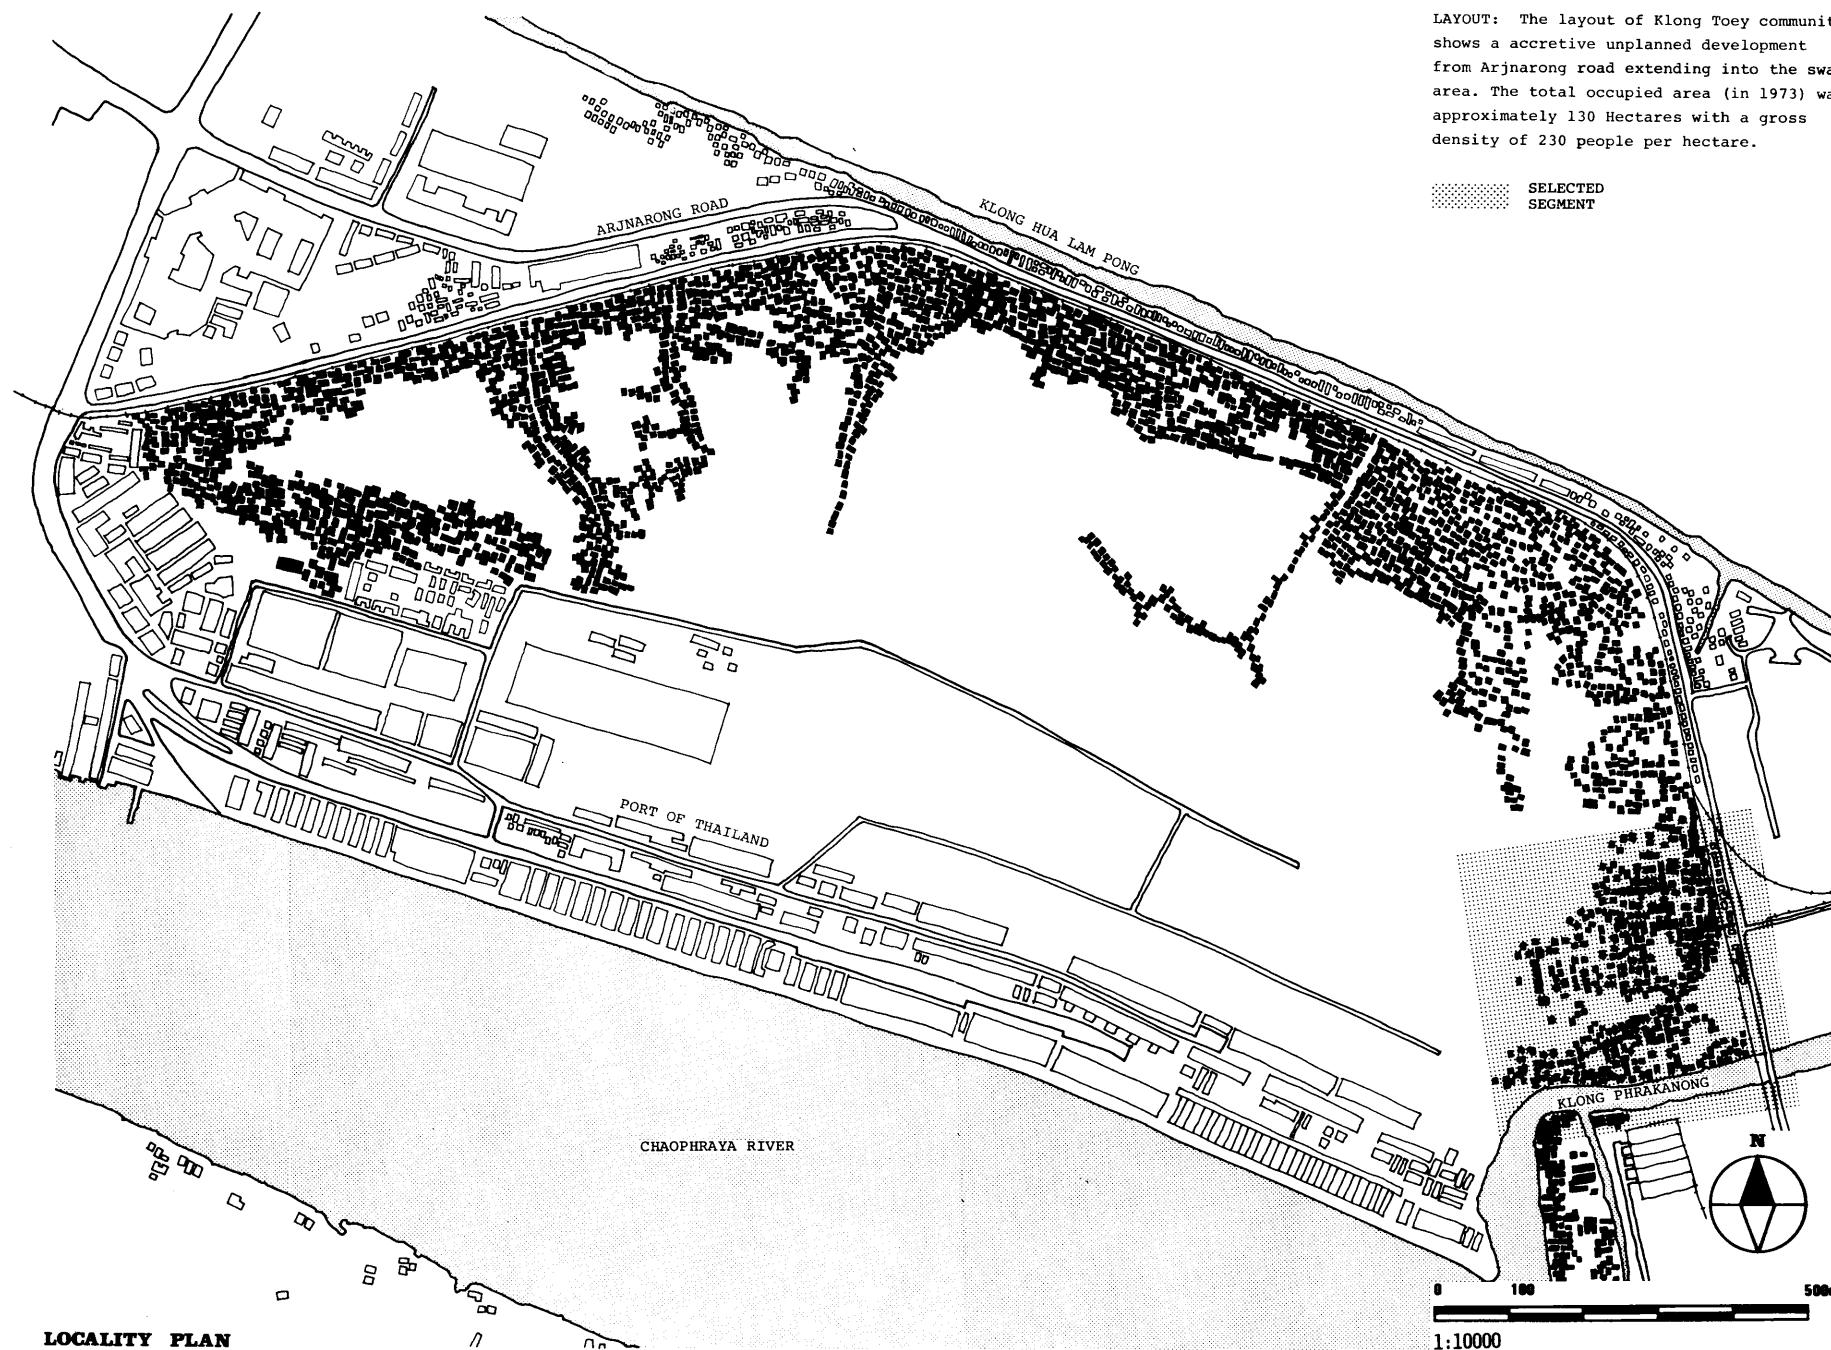 LAYOUT: The layout of Klong Toey communit
shows a accretive unplanned development
from Arjnarong road extending into the swa
area. The total occupied area (in 1973) wa
approximately 130 Hectares with a gross
density of 230 people per hectare.
SELECTED
SEGMENT
ARJNARONG ROAD
KLONG HUA LAM PONG
PORT OF THAILAND
KLONG PHRAKANONG
CHAOPHRAYA RIVER
N
0 100 500
1:10000
LOCALITY PLAN